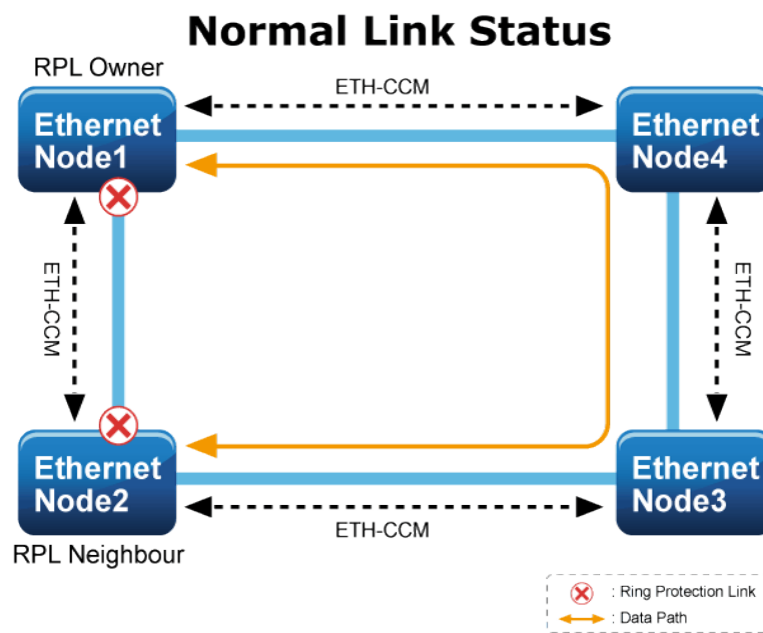 Normal Link Status
RPL Owner
ETH-CCM
Ethernet
Node1
Ethernet
Node4
ETH-CCM
ETH-CCM
Ethernet
Node2
Ethernet
Node3
RPL Neighbour
ETH-CCM
: Ring Protection Link
: Data Path